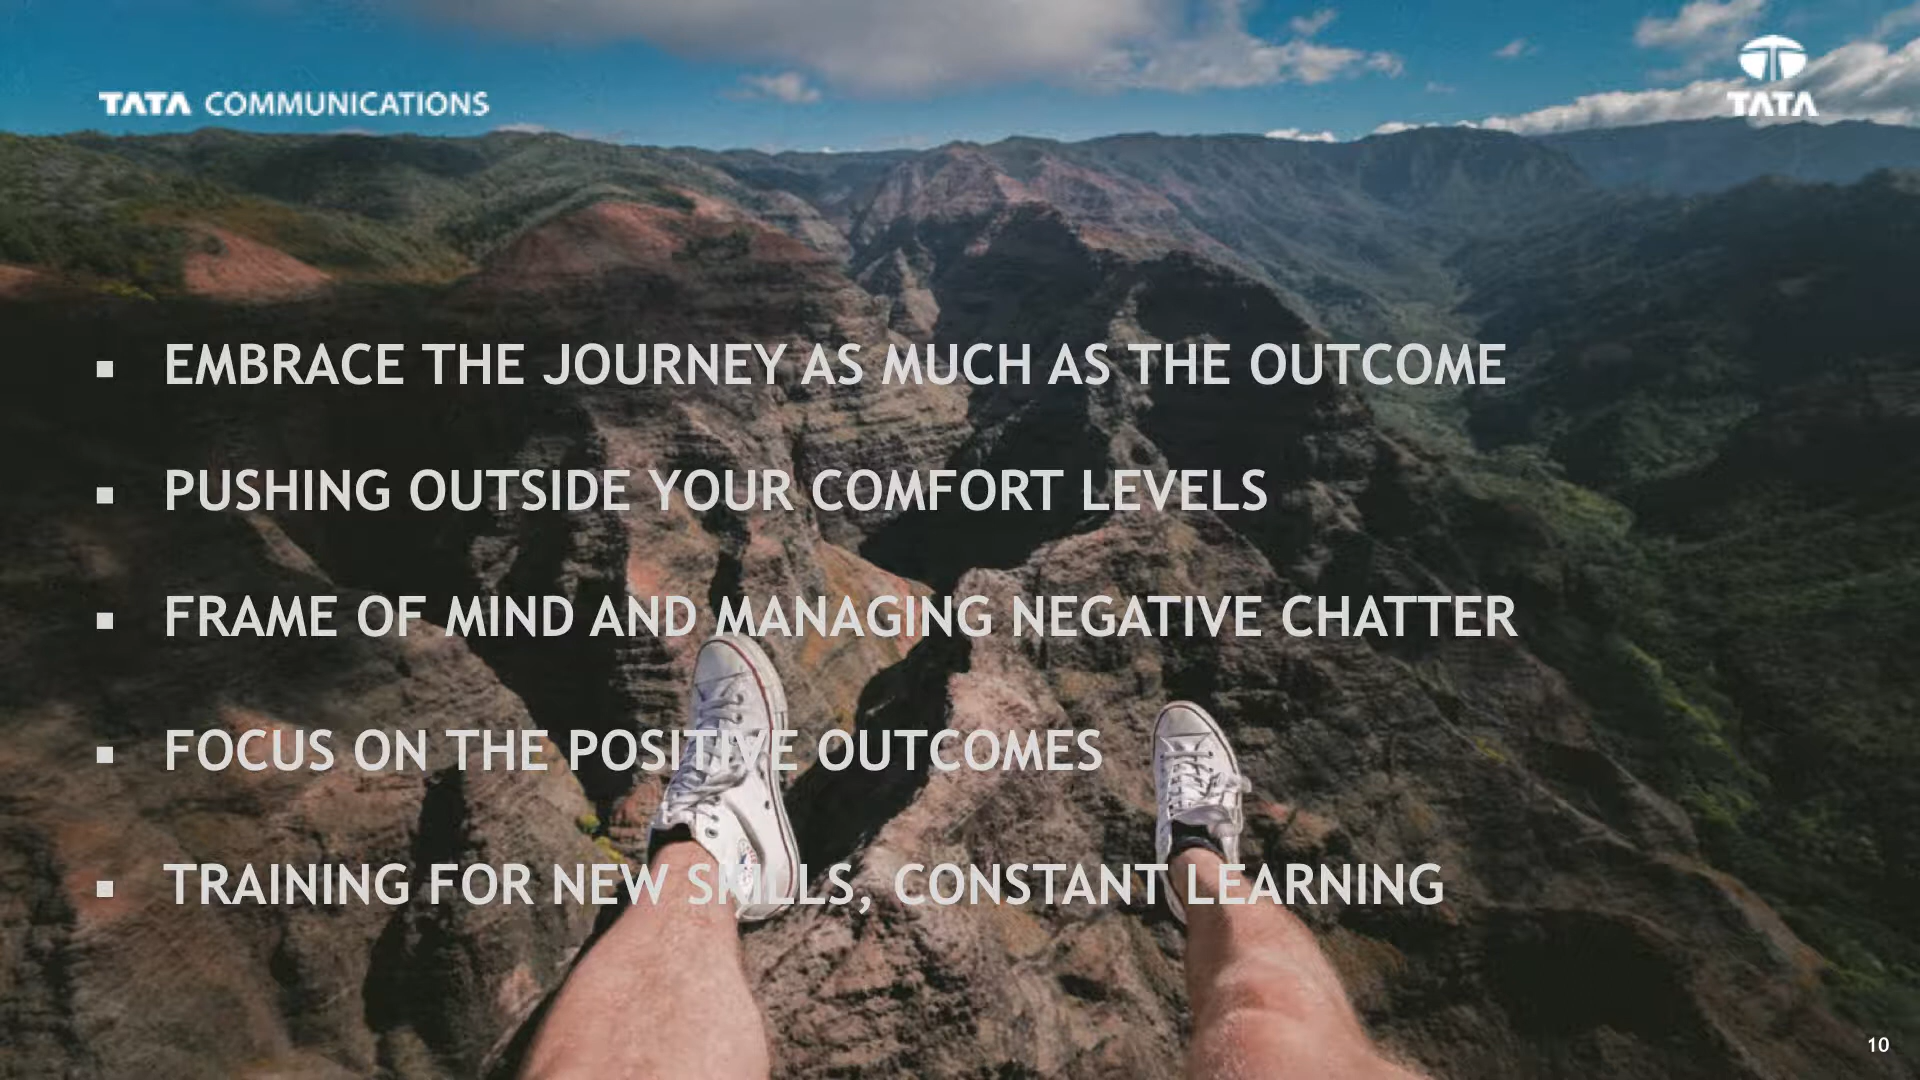 TATA COMMUNICATIONS
TATA
▪ EMBRACE THE JOURNEY AS MUCH AS THE OUTCOME
▪ PUSHING OUTSIDE YOUR COMFORT LEVELS
▪ FRAME OF MIND AND MANAGING NEGATIVE CHATTER
▪ FOCUS ON THE POSITIVE OUTCOMES
▪ TRAINING FOR NEW SKILLS, CONSTANT LEARNING
10